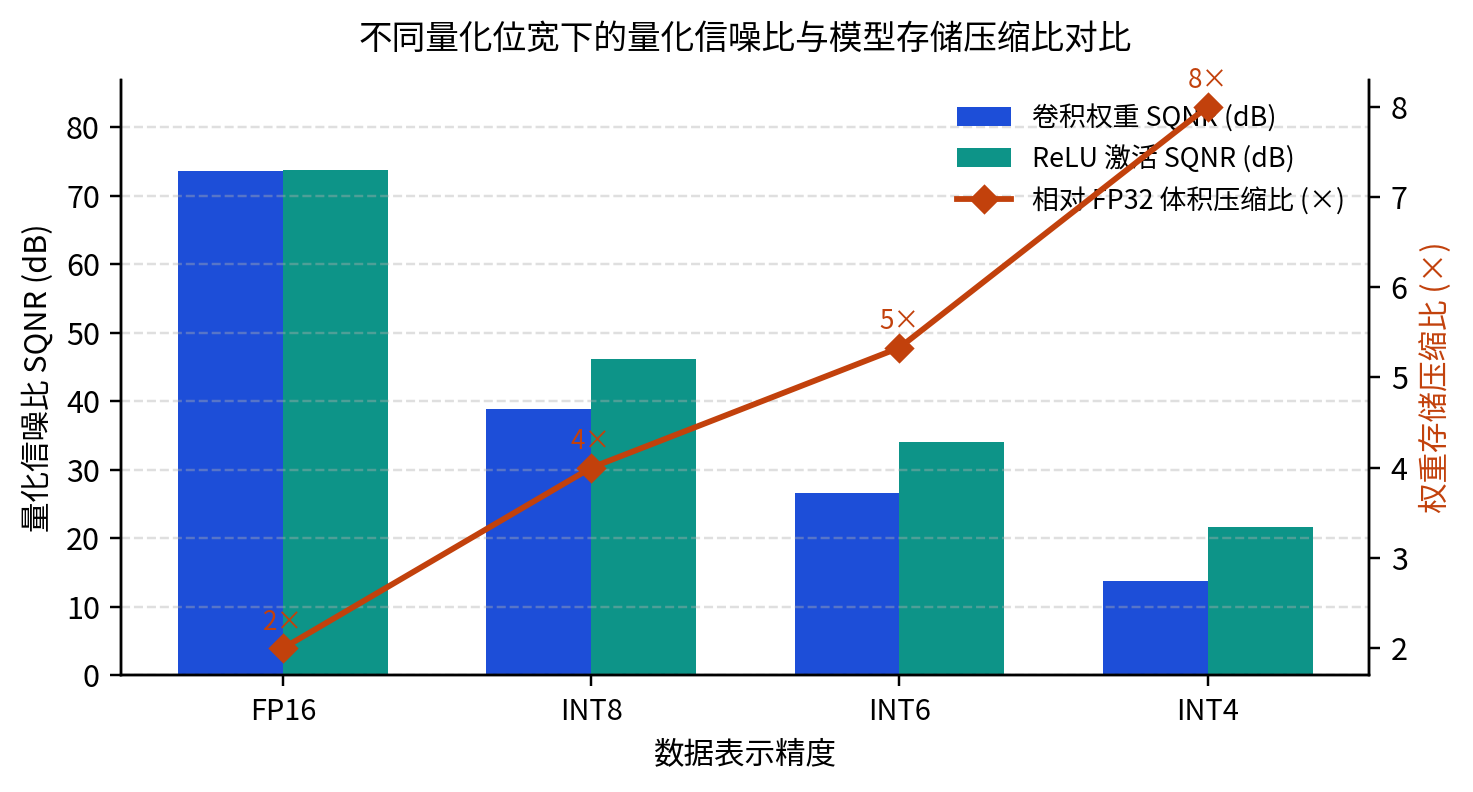 不同量化位宽下的量化信噪比与模型存储压缩比对比
8×
卷积权重 SQNR (dB)
ReLU 激活 SQNR (dB)
相对 FP32 体积压缩比 (×)
5×
4×
2×
量化信噪比 SQNR (dB)
80
70
60
50
40
30
20
10
0
8
7
6
5
4
3
2
权重存储压缩比 (×)
FP16 INT8 INT6 INT4
数据表示精度